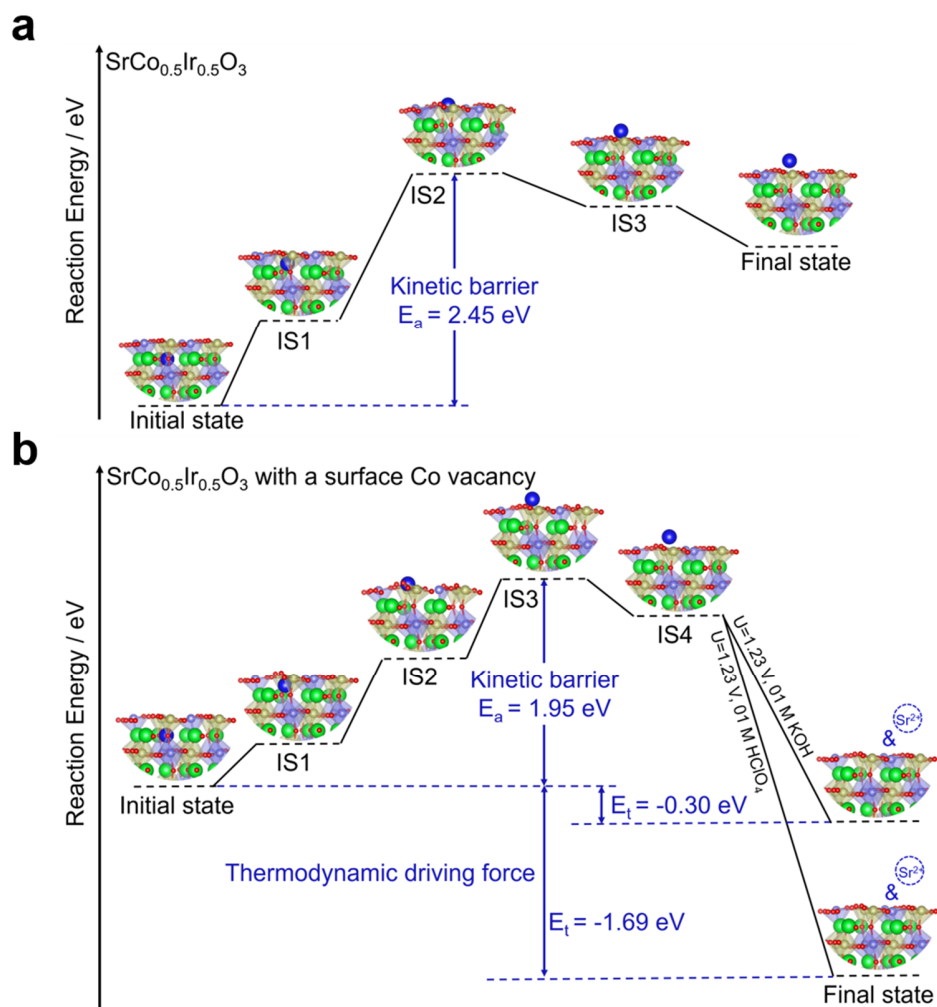 a
SrCo₀.₅Ir₀.₅O₃
Reaction Energy / eV
IS2
IS3
Final state
Kinetic barrier
Eₐ = 2.45 eV
IS1
Initial state
b
SrCo₀.₅Ir₀.₅O₃ with a surface Co vacancy
Reaction Energy / eV
IS3
IS4
IS2
U=1.23 V, 01 M KOH
U=1.23 V, 01 M HClO₄
Kinetic barrier
Eₐ = 1.95 eV
IS1
Initial state
Sr²⁺
&
Eₜ = -0.30 eV
Thermodynamic driving force
Sr²⁺
&
Eₜ = -1.69 eV
Final state